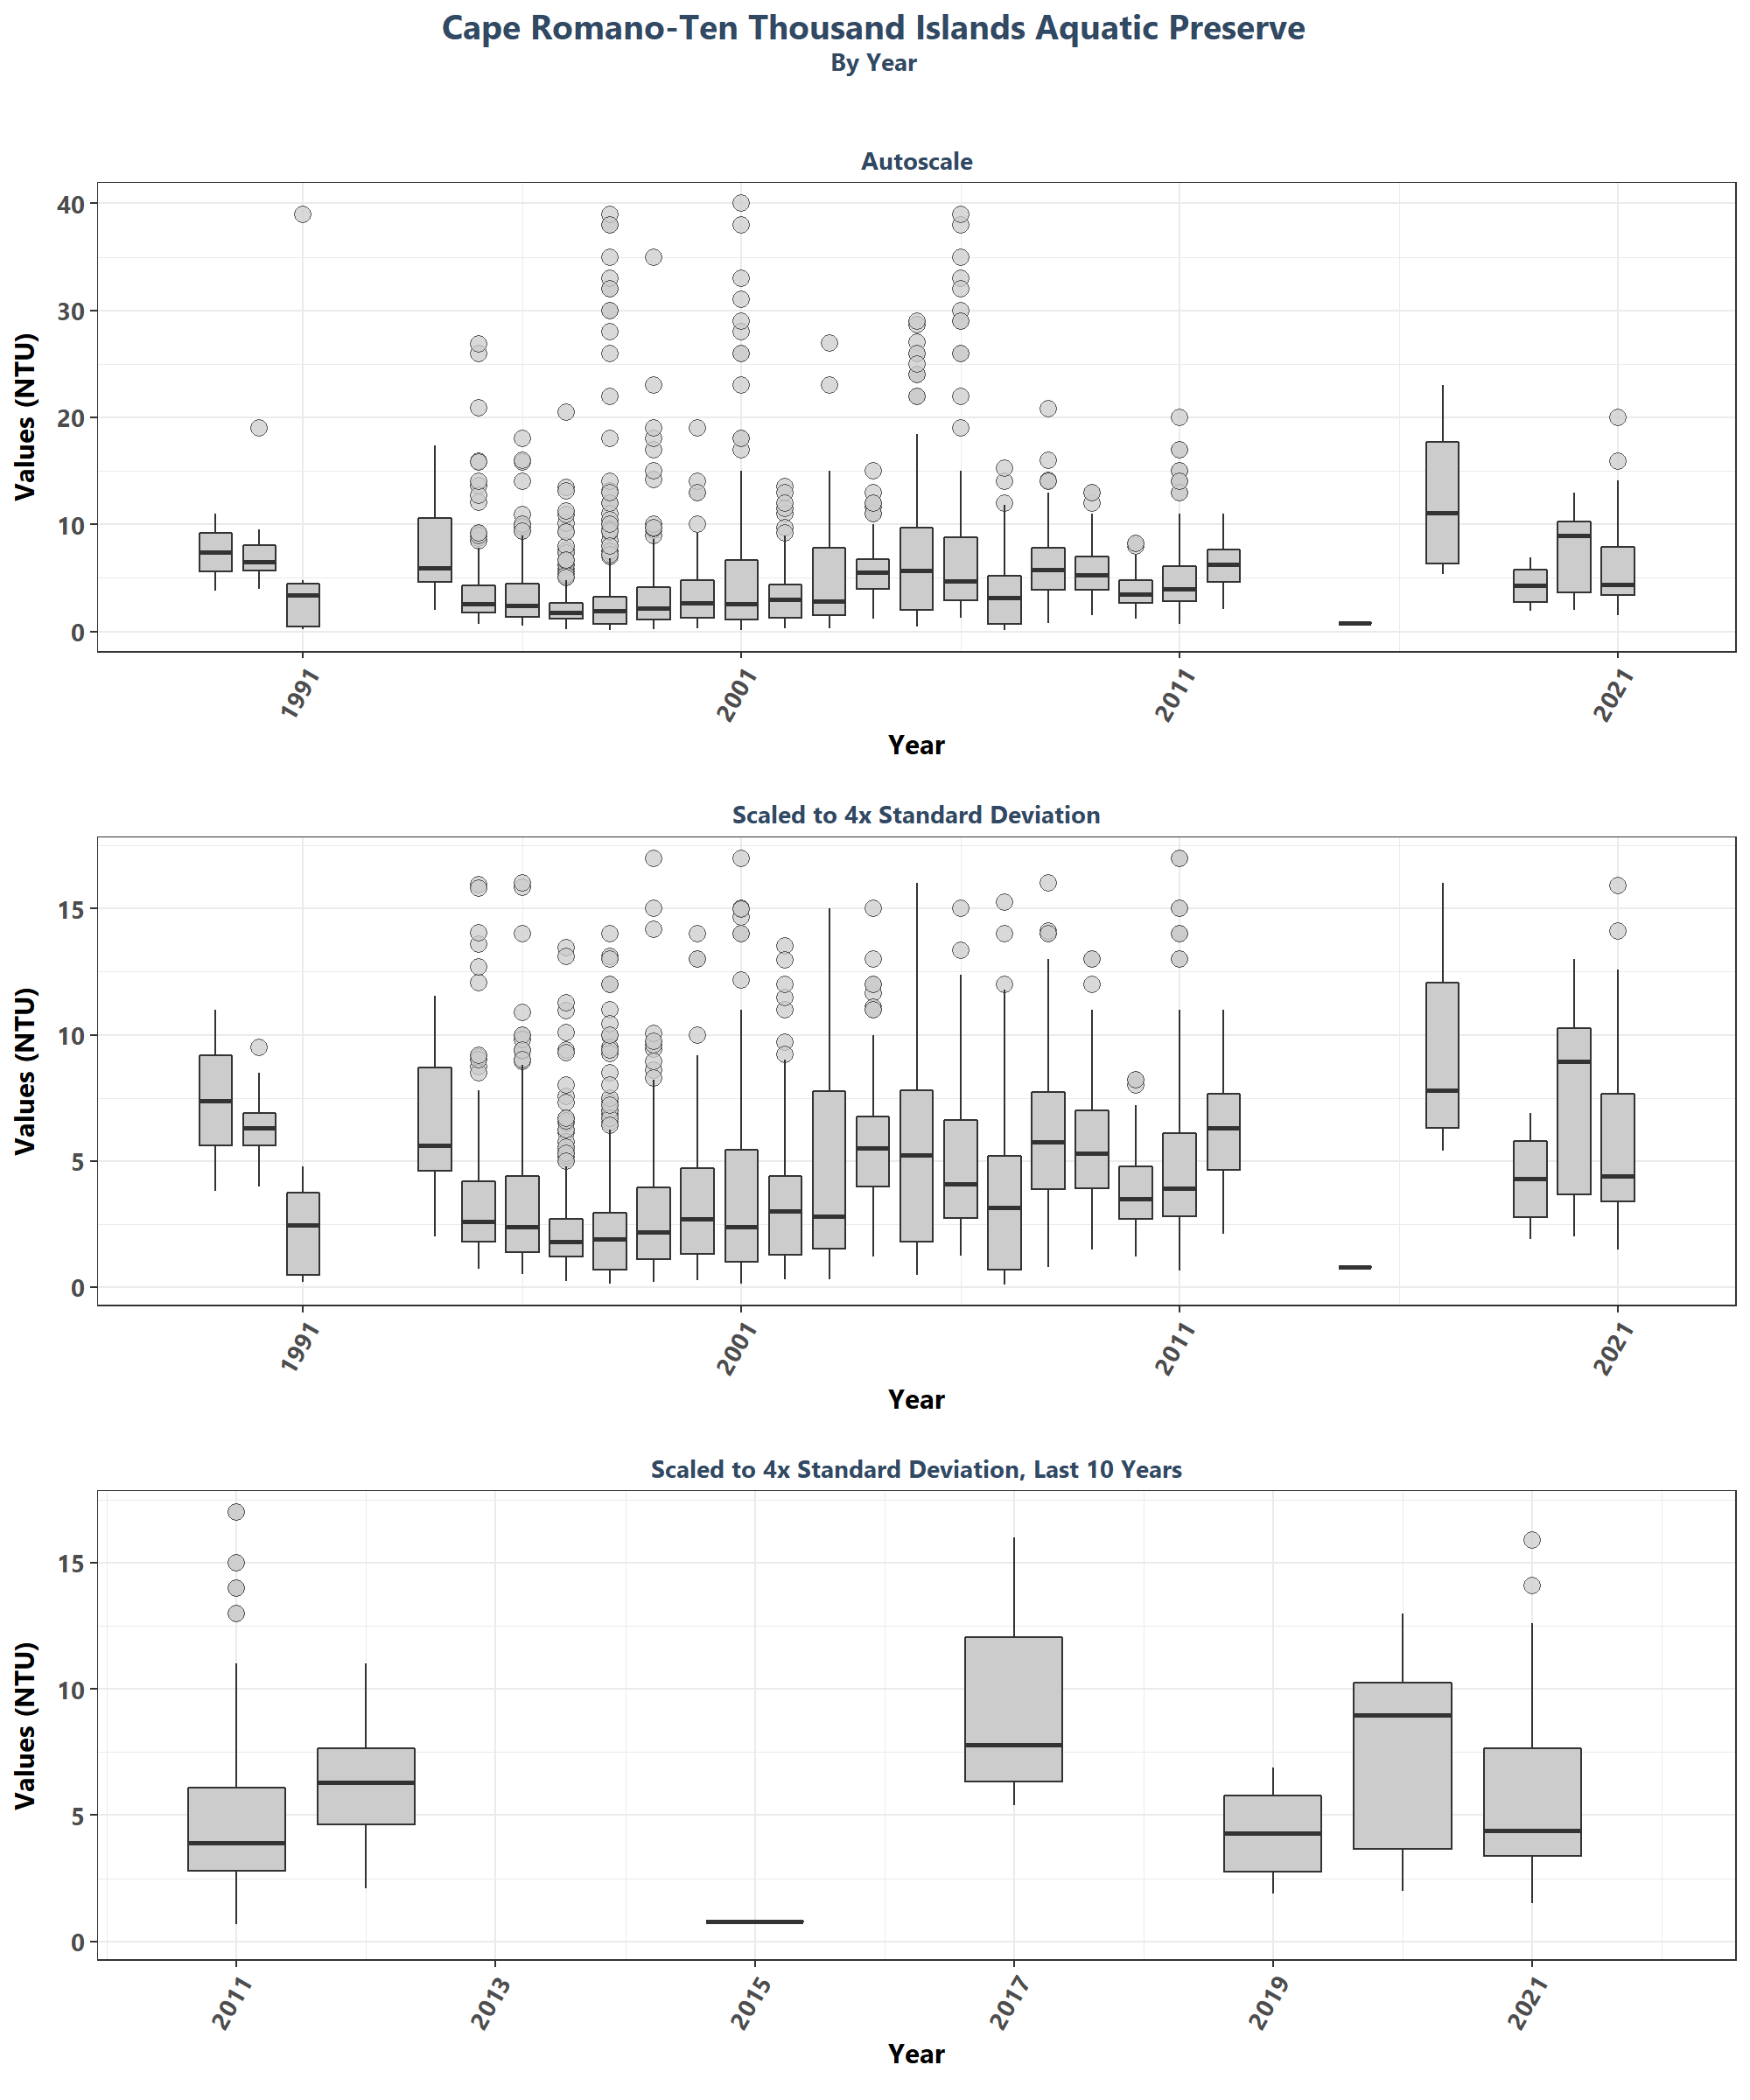 Cape Romano-Ten Thousand Islands Aquatic Preserve
By Year
Autoscale
Values (NTU)
40
30
20
10
0
1991 2001 2011 2021
Year
Scaled to 4x Standard Deviation
Values (NTU)
15
10
5
0
1991 2001 2011 2021
Year
Scaled to 4x Standard Deviation, Last 10 Years
Values (NTU)
15
10
5
0
2011 2013 2015 2017 2019 2021
Year